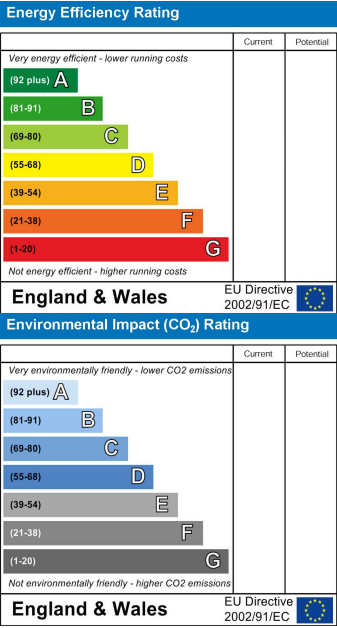 Energy Efficiency Rating
Current Potential
Very energy efficient - lower running costs
(92 plus) A
(81-91) B
(69-80) C
(55-68) D
(39-54) E
(21-38) F
(1-20) G
Not energy efficient - higher running costs
England & Wales
EU Directive
2002/91/EC
Environmental Impact (CO₂) Rating
Current Potential
Very environmentally friendly - lower CO2 emissions
(92 plus) A
(81-91) B
(69-80) C
(55-68) D
(39-54) E
(21-38) F
(1-20) G
Not environmentally friendly - higher CO2 emissions
England & Wales
EU Directive
2002/91/EC